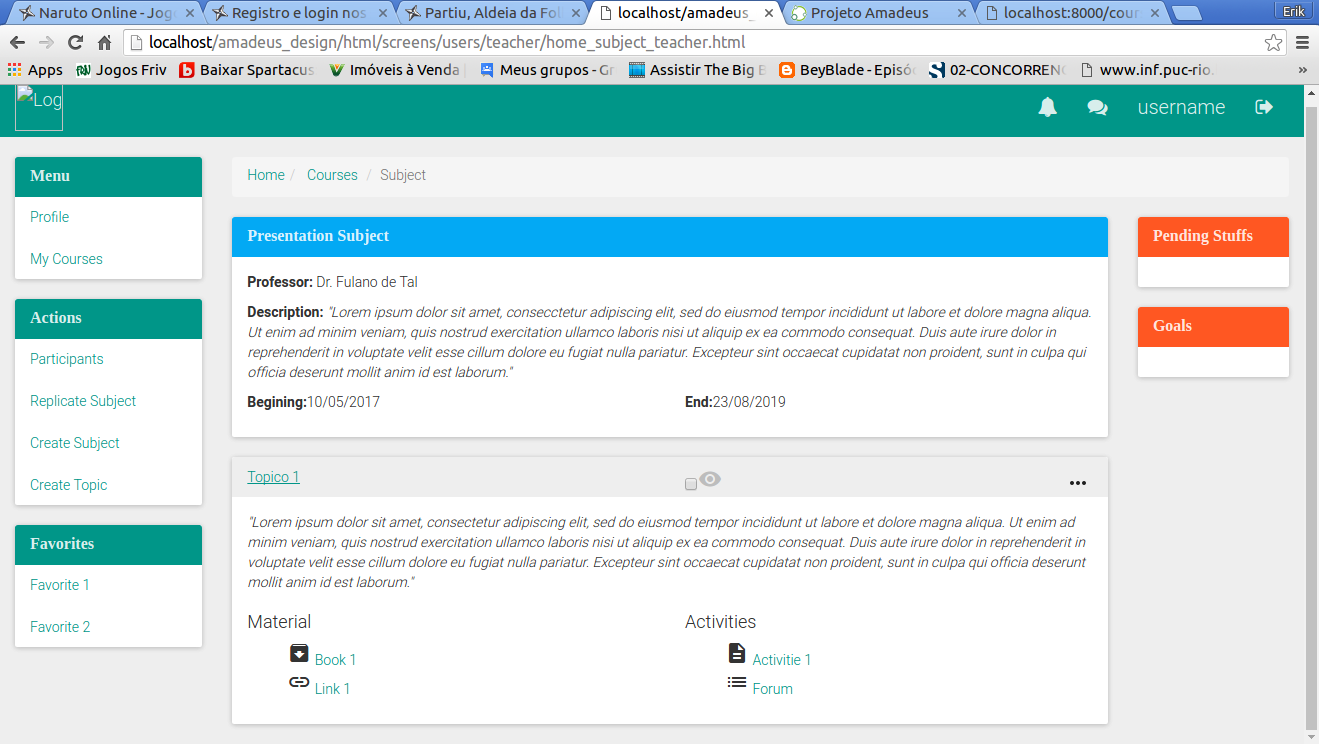 Naruto Online - Jog
Registro e login nos
Partiu, Aldeia da Fol
localhost/amadeus_
Projeto Amadeus
localhost:8000/cour
Erik
localhost/amadeus_design/html/screens/users/teacher/home_subject_teacher.html
Apps
Jogos Friv
Baixar Spartacus
Imóveis à Venda
Meus grupos - Gr
Assistir The Big B
BeyBlade - Episó
02-CONCORREN
www.inf.puc-rio.
»
Log
username
Menu
Profile
My Courses
Actions
Participants
Replicate Subject
Create Subject
Create Topic
Favorites
Favorite 1
Favorite 2
Home / Courses / Subject
Presentation Subject
Professor: Dr. Fulano de Tal
Description: "Lorem ipsum dolor sit amet, consecctetur adipiscing elit, sed do eiusmod tempor incididunt ut labore et dolore magna aliqua.
Ut enim ad minim veniam, quis nostrud exercitation ullamco laboris nisi ut aliquip ex ea commodo consequat. Duis aute irure dolor in
reprehenderit in voluptate velit esse cillum dolore eu fugiat nulla pariatur. Excepteur sint occaecat cupidatat non proident, sunt in culpa qui
officia deserunt mollit anim id est laborum."
Begining:10/05/2017
End:23/08/2019
Topico 1
"Lorem ipsum dolor sit amet, consectetur adipiscing elit, sed do eiusmod tempor incididunt ut labore et dolore magna aliqua. Ut enim ad
minim veniam, quis nostrud exercitation ullamco laboris nisi ut aliquip ex ea commodo consequat. Duis aute irure dolor in reprehenderit in
voluptate velit esse cillum dolore eu fugiat nulla pariatur. Excepteur sint occaecat cupidatat non proident, sunt in culpa qui officia deserunt
mollit anim id est laborum."
Material
Book 1
Link 1
Activities
Activitie 1
Forum
Pending Stuffs
Goals